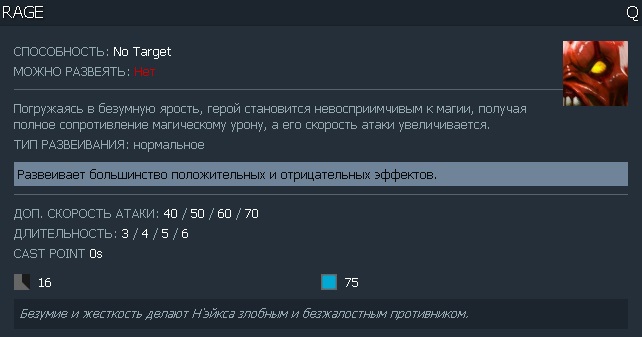 RAGE Q
СПОСОБНОСТЬ: No Target
МОЖНО РАЗВЕЯТЬ: Нет
Погружаясь в безумную ярость, герой становится невосприимчивым к магии, получая
полное сопротивление магическому урону, а его скорость атаки увеличивается.
ТИП РАЗВЕИВАНИЯ: нормальное
Развеивает большинство положительных и отрицательных эффектов.
ДОП. СКОРОСТЬ АТАКИ: 40 / 50 / 60 / 70
ДЛИТЕЛЬНОСТЬ: 3 / 4 / 5 / 6
CAST POINT 0s
16 75
Безумие и жесткость делают Н'эйкса злобным и безжалостным противником.